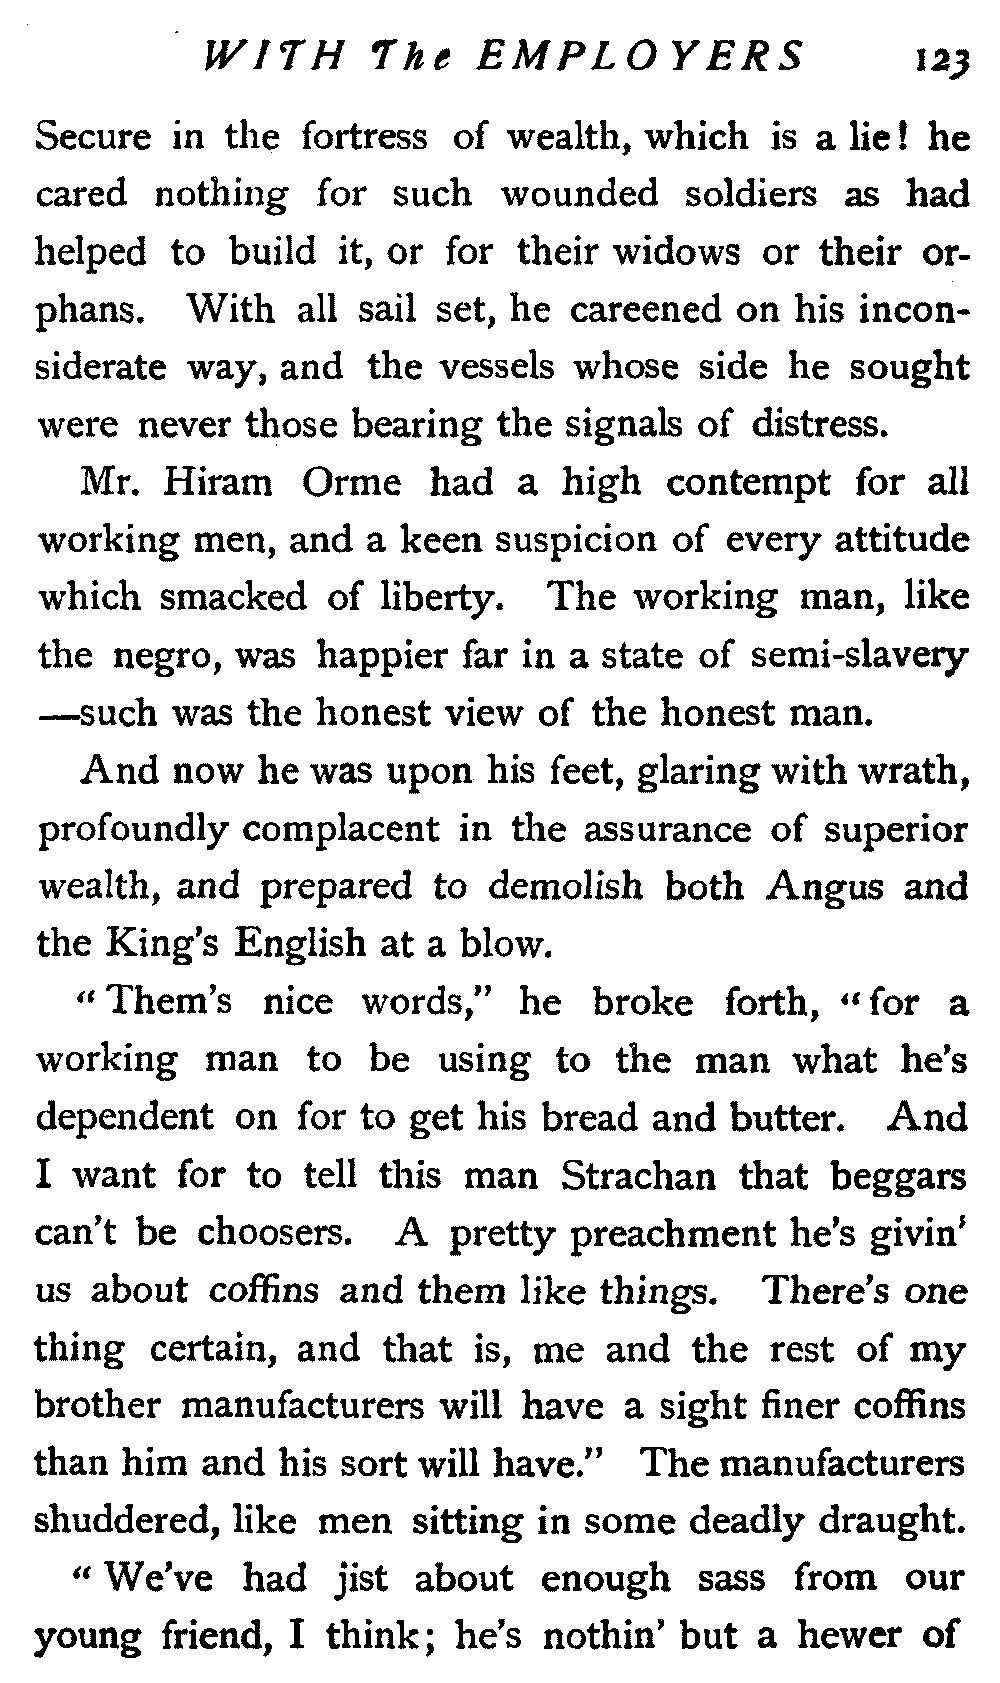 WITH The EMPLOYERS 123
Secure in the fortress of wealth, which is a lie! he
cared nothing for such wounded soldiers as had
helped to build it, or for their widows or their or-
phans. With all sail set, he careened on his incon-
siderate way, and the vessels whose side he sought
were never those bearing the signals of distress.
Mr. Hiram Orme had a high contempt for all
working men, and a keen suspicion of every attitude
which smacked of liberty. The working man, like
the negro, was happier far in a state of semi-slavery
—such was the honest view of the honest man.
And now he was upon his feet, glaring with wrath,
profoundly complacent in the assurance of superior
wealth, and prepared to demolish both Angus and
the King's English at a blow.
"Them's nice words," he broke forth, "for a
working man to be using to the man what he's
dependent on for to get his bread and butter. And
I want for to tell this man Strachan that beggars
can't be choosers. A pretty preachment he's givin'
us about coffins and them like things. There's one
thing certain, and that is, me and the rest of my
brother manufacturers will have a sight finer coffins
than him and his sort will have." The manufacturers
shuddered, like men sitting in some deadly draught.
"We've had jist about enough sass from our
young friend, I think; he's nothin' but a hewer of